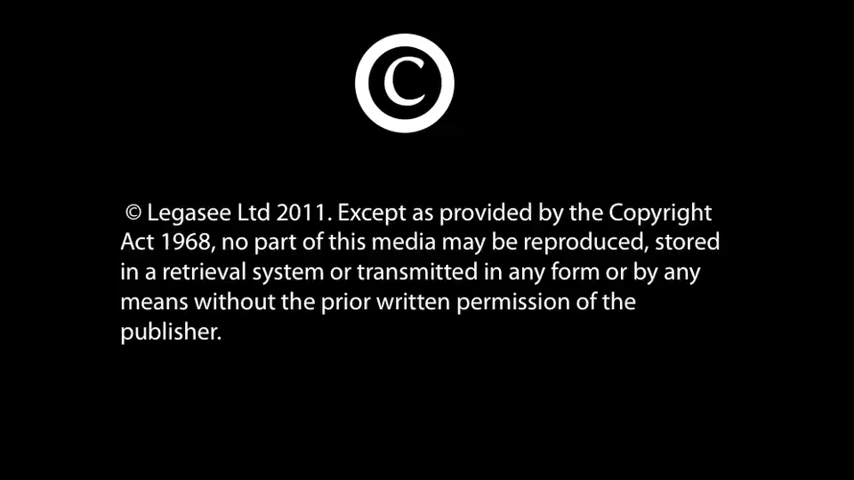 ©
© Legasee Ltd 2011. Except as provided by the Copyright
Act 1968, no part of this media may be reproduced, stored
in a retrieval system or transmitted in any form or by any
means without the prior written permission of the
publisher.